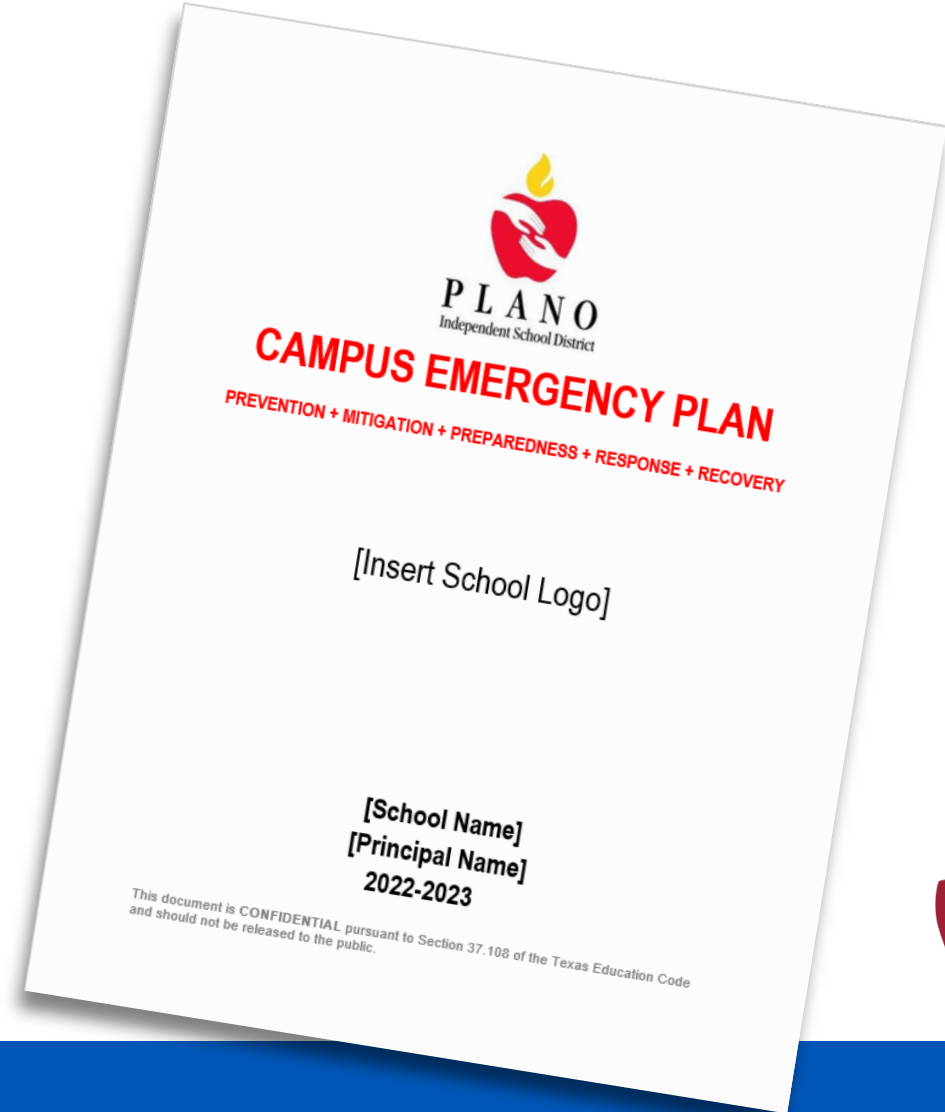 PLANO
Independent School District
CAMPUS EMERGENCY PLAN
PREVENTION + MITIGATION + PREPAREDNESS + RESPONSE + RECOVERY
[Insert School Logo]
[School Name]
[Principal Name]
2022-2023
This document is CONFIDENTIAL pursuant to Section 37.108 of the Texas Education Code
and should not be released to the public.